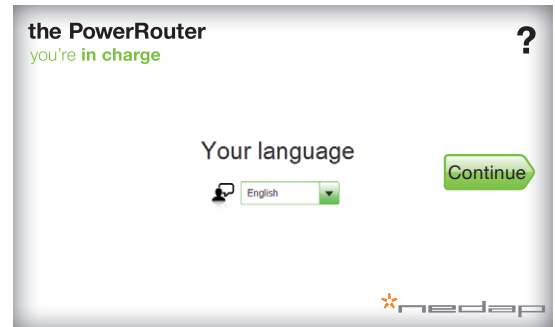 the PowerRouter
you're in charge
?
Your language
English
Continue
nedap